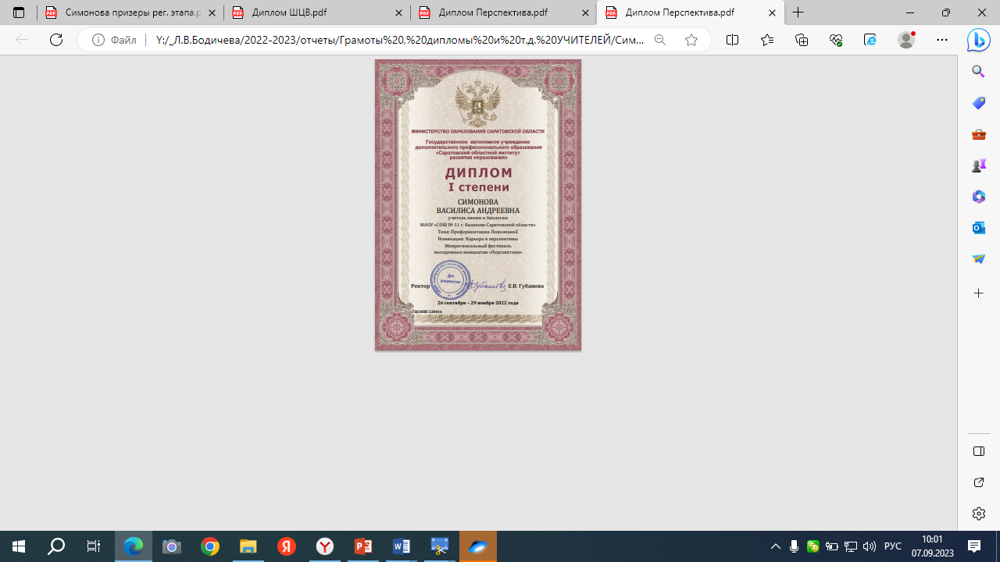 Симонова призеры рег. этапа.р
Диплом ШЦВ.pdf
Диплом Перспектива.pdf
Диплом Перспектива.pdf
Файл
Y:/_Л.В.Бодичева/2022-2023/отчеты/Грамоты%20,%20дипломы%20и%20т.д.%20УЧИТЕЛЕЙ/Сим...
МИНИСТЕРСТВО ОБРАЗОВАНИЯ САРАТОВСКОЙ ОБЛАСТИ
Государственное автономное учреждение
дополнительного профессионального образования
«Саратовский областной институт
развития образования»
ДИПЛОМ
I степени
СИМОНОВА
ВАСИЛИСА АНДРЕЕВНА
учитель химии и биологии
МАОУ «СОШ № 11 г. Балаково Саратовской области»
Тема: Профориентация. ПоколениеZ
Номинация: Карьера и перспективы
Межрегиональный фестиваль
молодежных инициатив «Перспектива»
Для
документов
Ректор
Е.В. Губанова
26 сентября – 29 ноября 2022 года
ЦСНПП 220016
РУС
10:01
07.09.2023